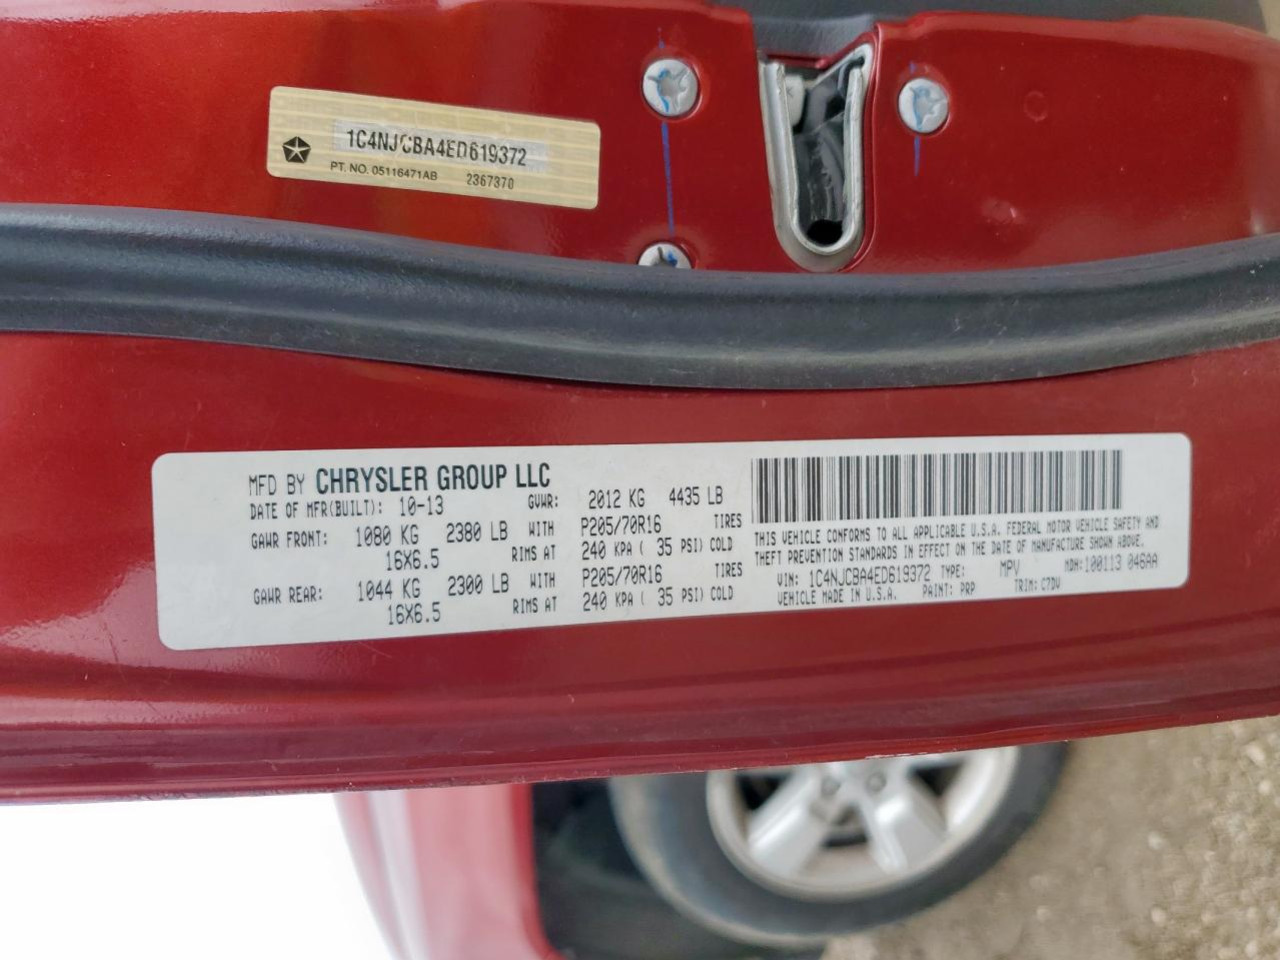 1C4NJCBA4ED619372
PT. NO. 05116471AB 2367370
MFD BY CHRYSLER GROUP LLC
DATE OF MFR(BUILT): 10-13 GVWR: 2012 KG 4435 LB
GAWR FRONT: 1080 KG 2380 LB WITH P205/70R16 TIRES
16X6.5 RIMS AT 240 KPA ( 35 PSI) COLD
GAWR REAR: 1044 KG 2300 LB WITH P205/70R16 TIRES
16X6.5 RIMS AT 240 KPA ( 35 PSI) COLD
THIS VEHICLE CONFORMS TO ALL APPLICABLE U.S.A. FEDERAL MOTOR VEHICLE SAFETY AND
THEFT PREVENTION STANDARDS IN EFFECT ON THE DATE OF MANUFACTURE SHOWN ABOVE.
VIN: 1C4NJCBA4ED619372 TYPE: MPV MDH:100113 046AA
VEHICLE MADE IN U.S.A. PAINT: PRP TRIM: C7DV